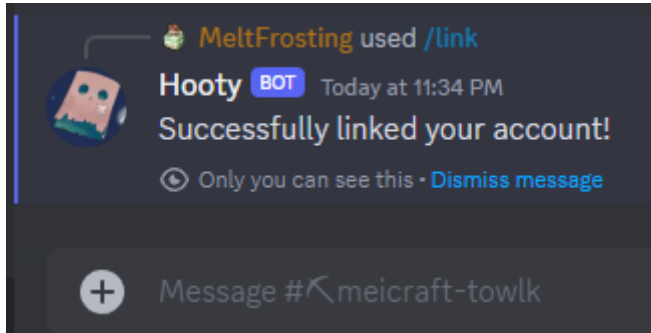 MeltFrosting used /link
Hooty BOT Today at 11:34 PM
Successfully linked your account!
Only you can see this • Dismiss message
Message #⛏meicraft-towlk